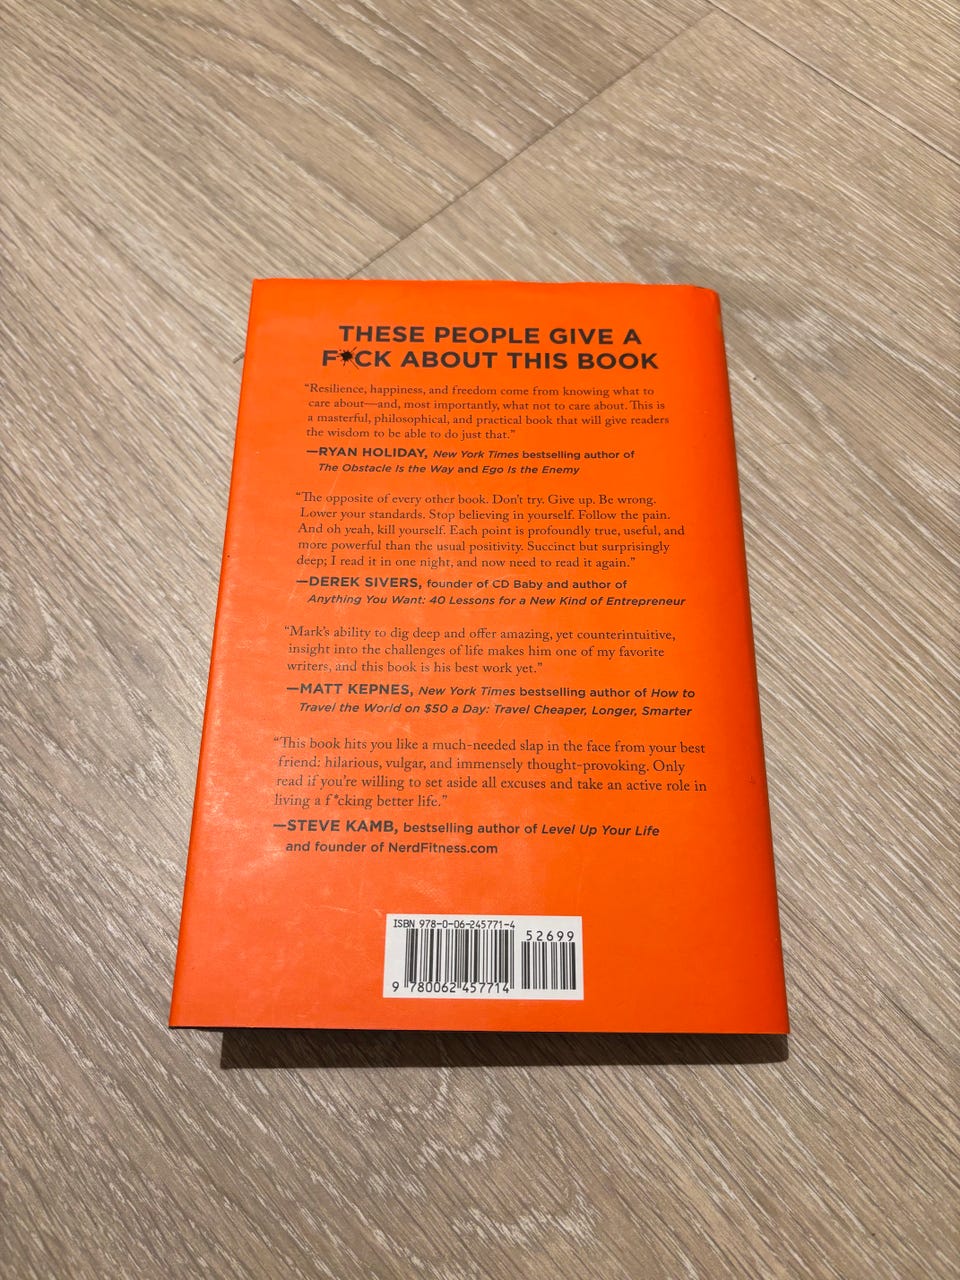 THESE PEOPLE GIVE A
F*CK ABOUT THIS BOOK
“Resilience, happiness, and freedom come from knowing what to
care about—and, most importantly, what not to care about. This is
a masterful, philosophical, and practical book that will give readers
the wisdom to be able to do just that.”
—RYAN HOLIDAY, New York Times bestselling author of
The Obstacle Is the Way and Ego Is the Enemy
“The opposite of every other book. Don’t try. Give up. Be wrong.
Lower your standards. Stop believing in yourself. Follow the pain.
And oh yeah, kill yourself. Each point is profoundly true, useful, and
more powerful than the usual positivity. Succinct but surprisingly
deep; I read it in one night, and now need to read it again.”
—DEREK SIVERS, founder of CD Baby and author of
Anything You Want: 40 Lessons for a New Kind of Entrepreneur
“Mark’s ability to dig deep and offer amazing, yet counterintuitive,
insight into the challenges of life makes him one of my favorite
writers, and this book is his best work yet.”
—MATT KEPNES, New York Times bestselling author of How to
Travel the World on $50 a Day: Travel Cheaper, Longer, Smarter
“This book hits you like a much-needed slap in the face from your best
friend: hilarious, vulgar, and immensely thought-provoking. Only
read if you’re willing to set aside all excuses and take an active role in
living a f*cking better life.”
—STEVE KAMB, bestselling author of Level Up Your Life
and founder of NerdFitness.com
ISBN 978-0-06-245771-4
52699
9 780062 457714